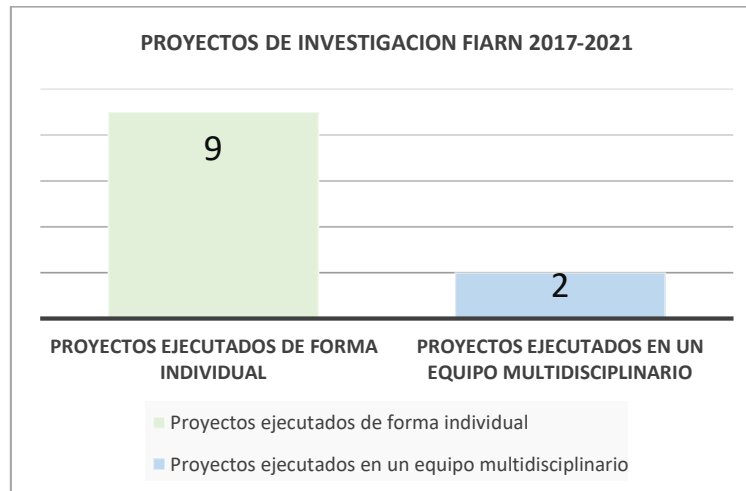 PROYECTOS DE INVESTIGACION FIARN 2017-2021
9
2
PROYECTOS EJECUTADOS DE FORMA
INDIVIDUAL
PROYECTOS EJECUTADOS EN UN
EQUIPO MULTIDISCIPLINARIO
Proyectos ejecutados de forma individual
Proyectos ejecutados en un equipo multidisciplinario